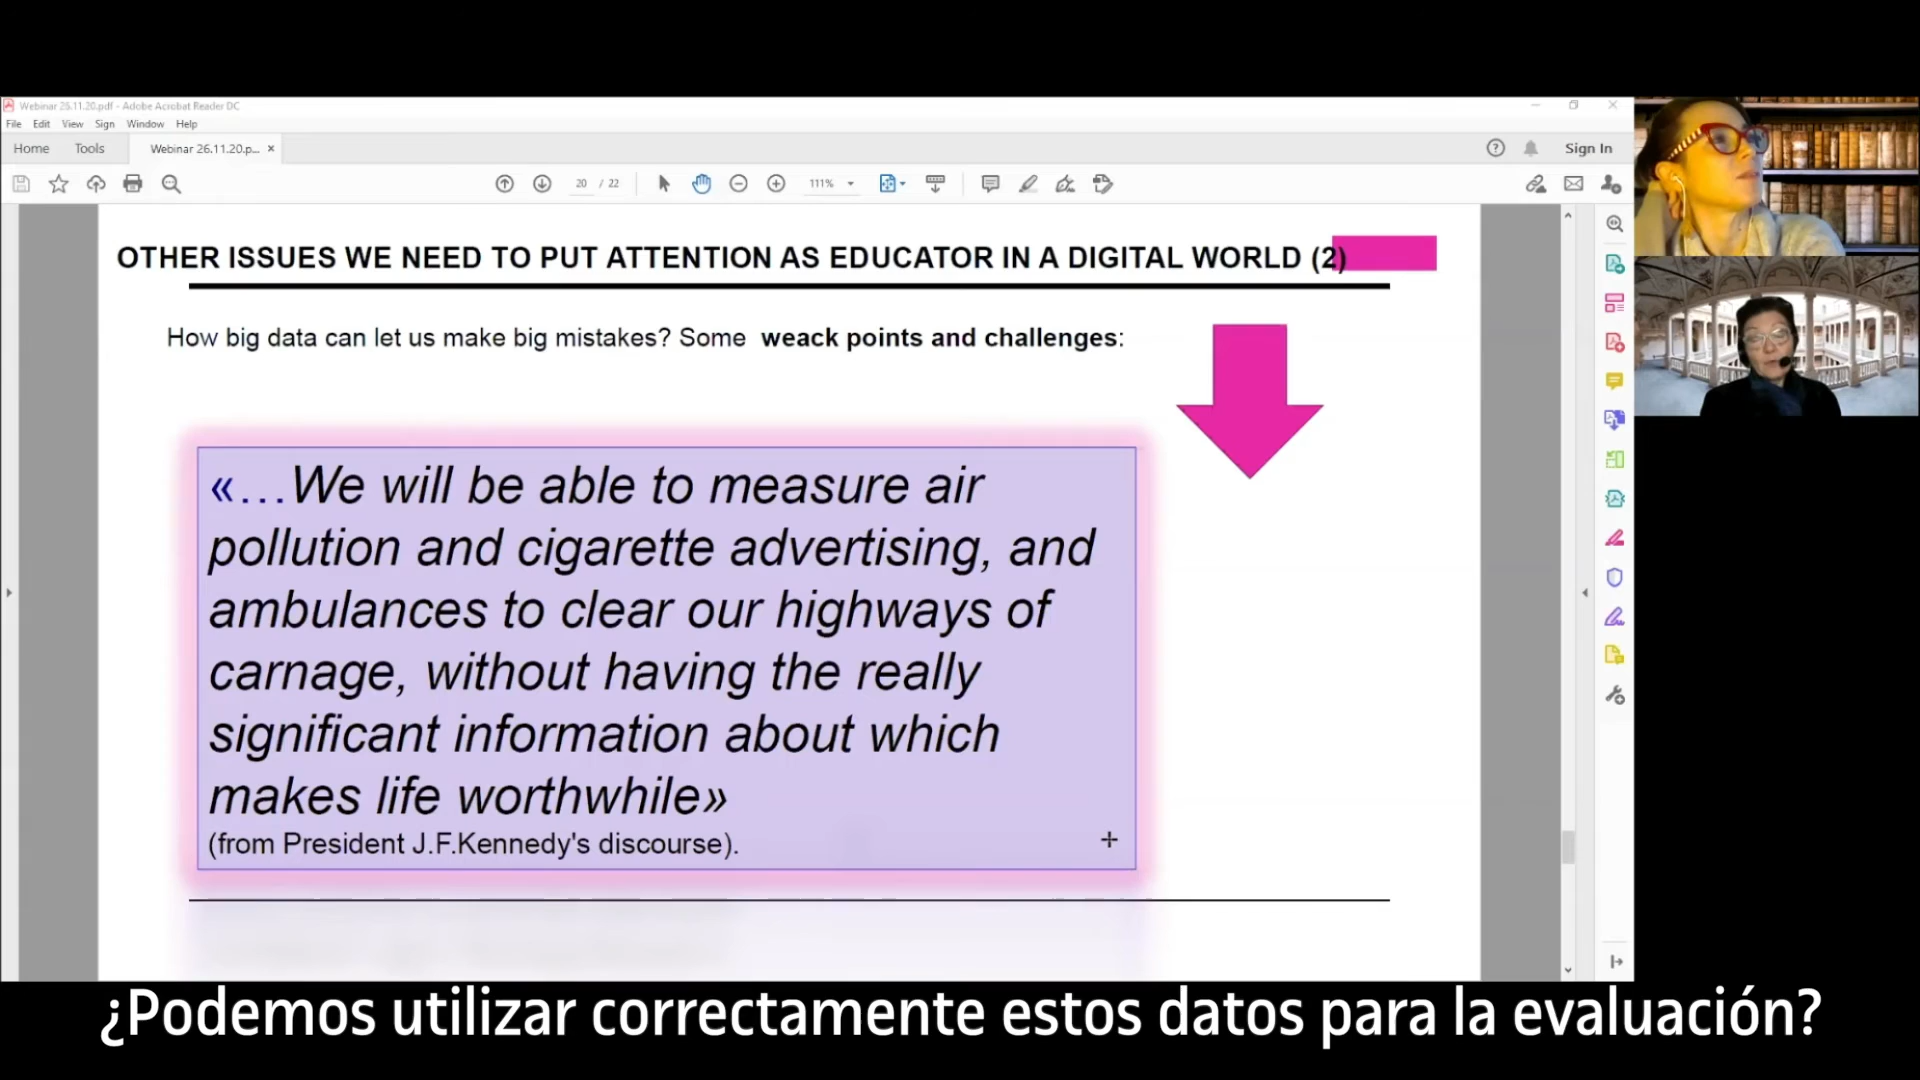 Webinar 26.11.20.pdf - Adobe Acrobat Reader DC
File Edit View Sign Window Help
Home Tools Webinar 26.11.20.p... × Sign In
20 / 22 111%
OTHER ISSUES WE NEED TO PUT ATTENTION AS EDUCATOR IN A DIGITAL WORLD (2)
How big data can let us make big mistakes? Some weack points and challenges:
«…We will be able to measure air
pollution and cigarette advertising, and
ambulances to clear our highways of
carnage, without having the really
significant information about which
makes life worthwhile»
(from President J.F.Kennedy's discourse).
¿Podemos utilizar correctamente estos datos para la evaluación?